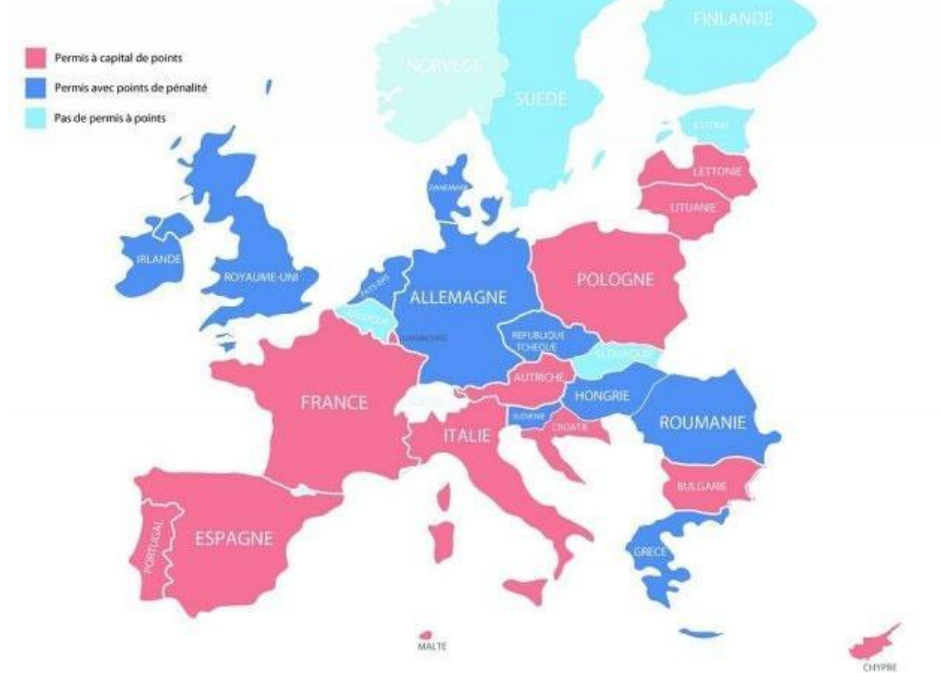 Permis à capital de points
Permis avec points de pénalité
Pas de permis à points
FINLANDE
NORVEGE
SUEDE
ESTONIE
LETTONIE
LITUANIE
DANEMARK
IRLANDE
ROYAUME-UNI
PAYS-BAS
ALLEMAGNE
POLOGNE
BELGIQUE
LUXEMBOURG
REPUBLIQUE
TCHEQUE
SLOVAQUIE
AUTRICHE
HONGRIE
FRANCE
SLOVENIE
CROATIE
ITALIE
ROUMANIE
BULGARIE
ESPAGNE
PORTUGAL
GRECE
MALTE
CHYPRE